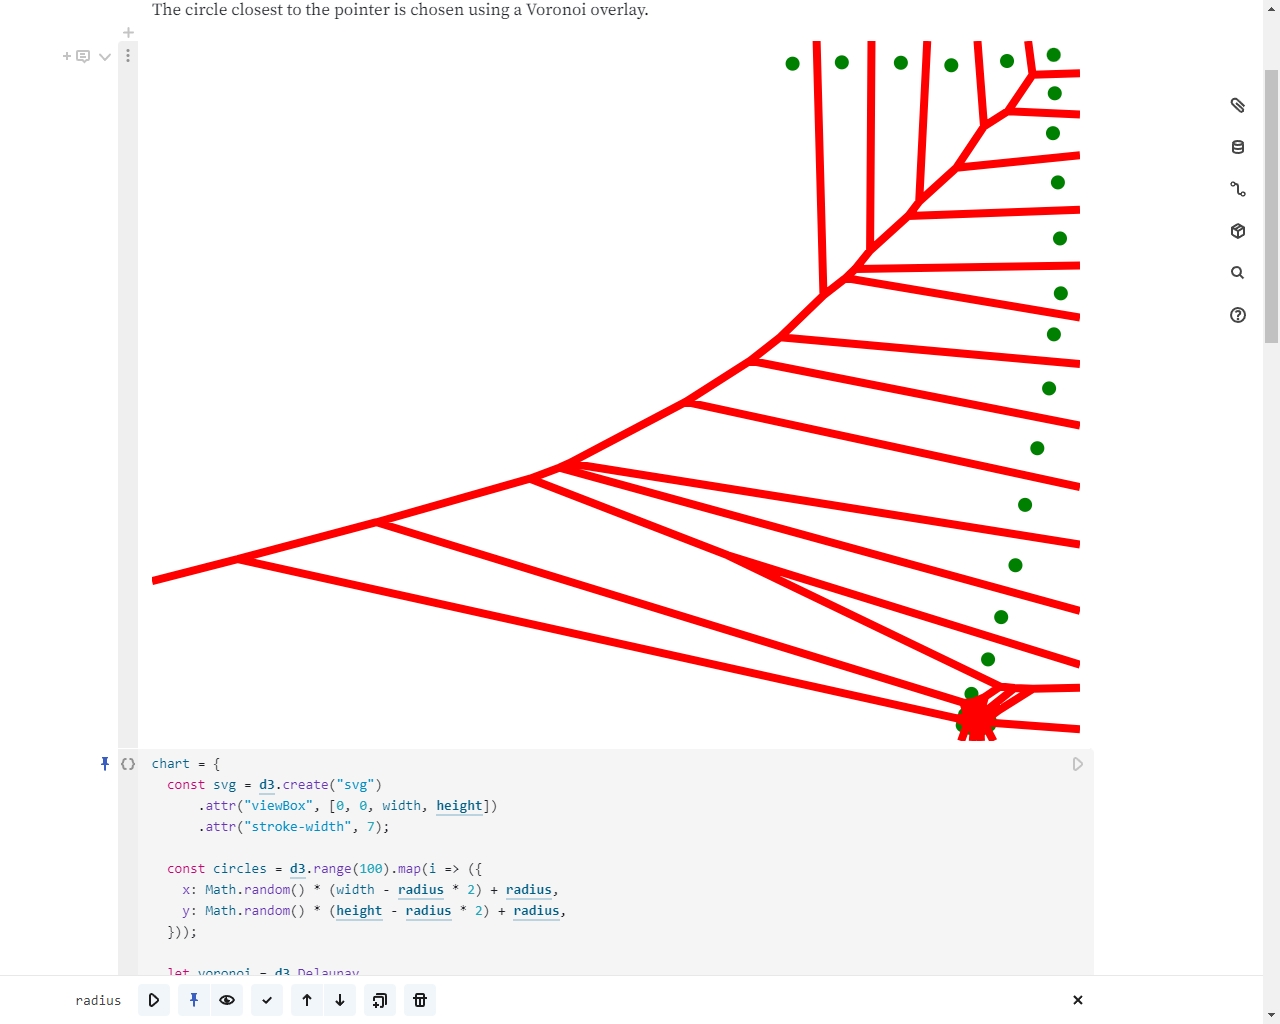 The circle closest to the pointer is chosen using a Voronoi overlay.
chart = {
const svg = d3.create("svg")
.attr("viewBox", [0, 0, width, height])
.attr("stroke-width", 7);
const circles = d3.range(100).map(i => ({
x: Math.random() * (width - radius * 2) + radius,
y: Math.random() * (height - radius * 2) + radius,
}));
let voronoi = d3.Delaunay
radius